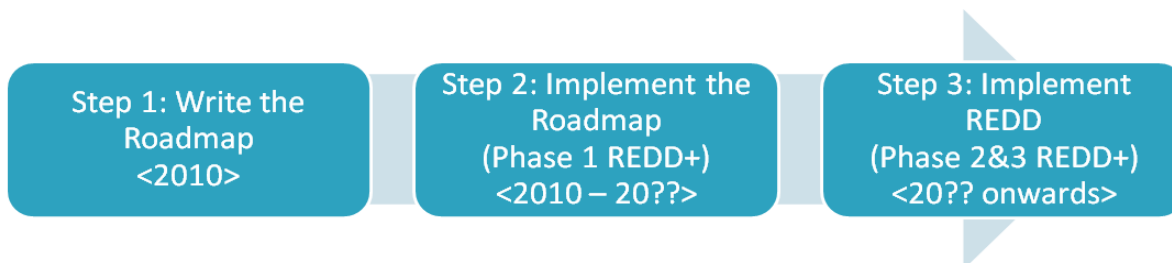 Step 1: Write the
Roadmap
<2010>
Step 2: Implement the
Roadmap
(Phase 1 REDD+)
<2010 – 20??>
Step 3: Implement
REDD
(Phase 2&3 REDD+)
<20?? onwards>